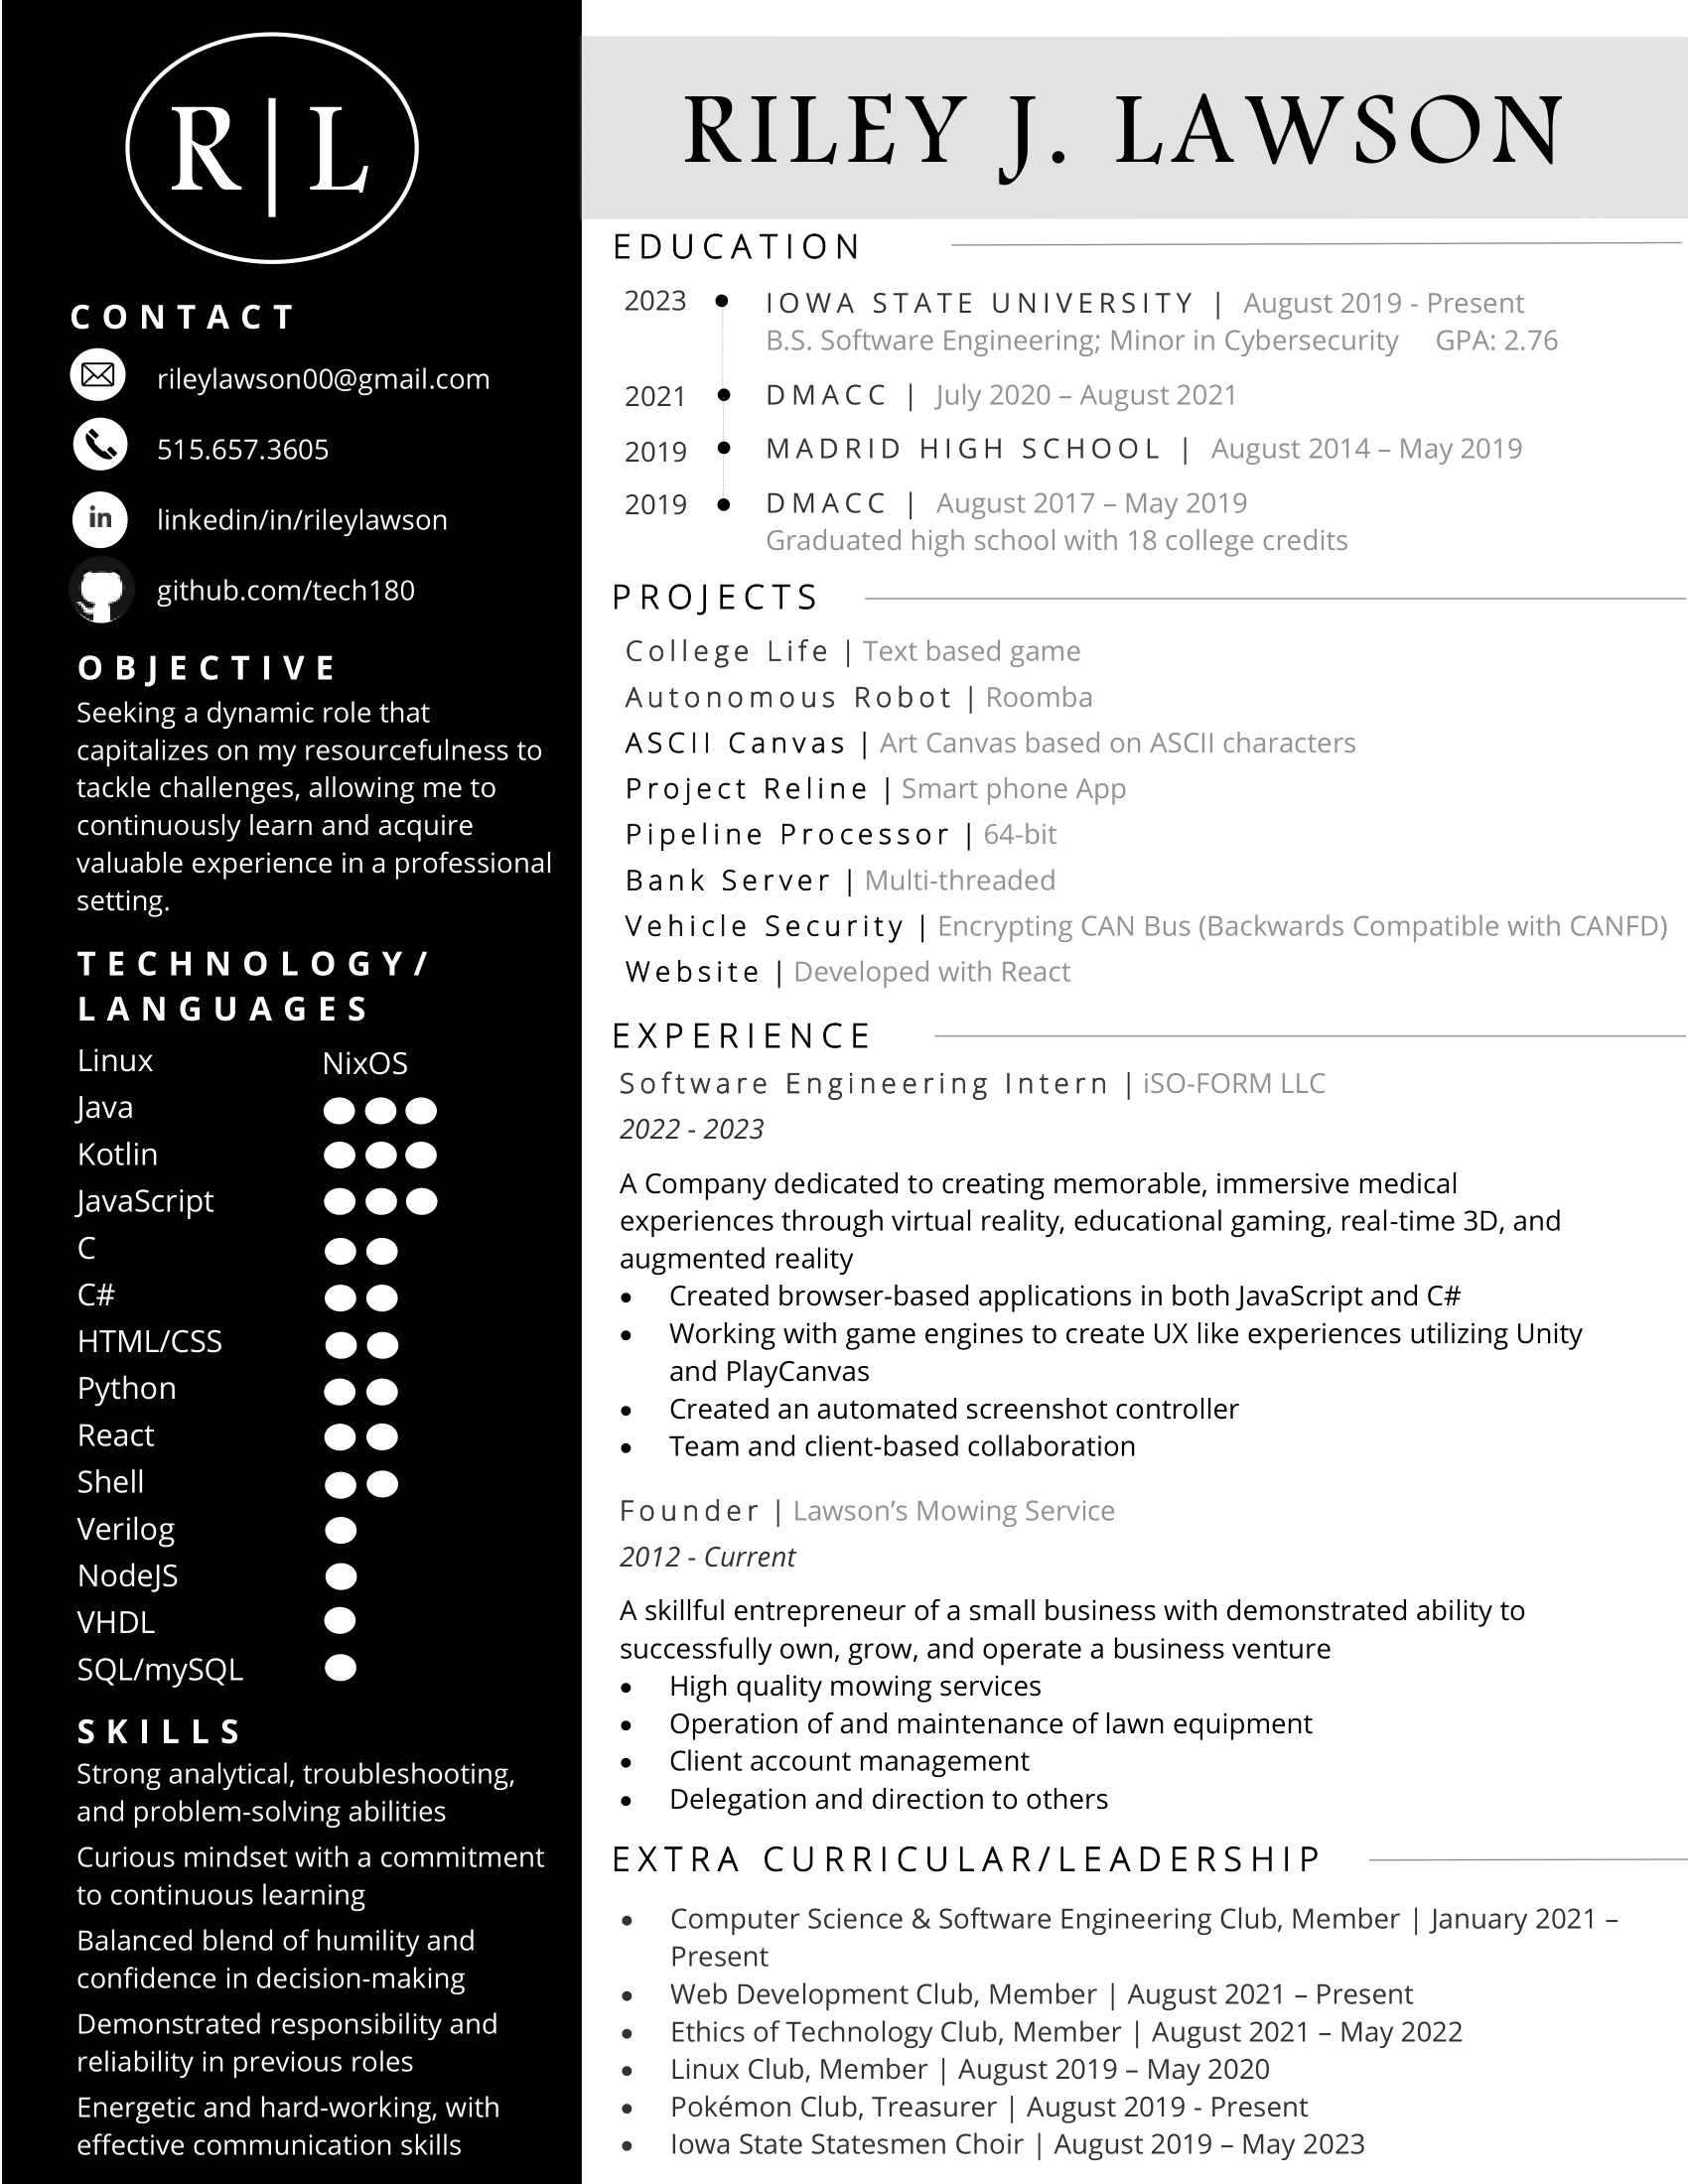 R|L
CONTACT
rileylawson00@gmail.com
515.657.3605
in linkedin/in/rileylawson
github.com/tech180
OBJECTIVE
Seeking a dynamic role that
capitalizes on my resourcefulness to
tackle challenges, allowing me to
continuously learn and acquire
valuable experience in a professional
setting.
TECHNOLOGY/
LANGUAGES
Linux NixOS
Java
Kotlin
JavaScript
C
C#
HTML/CSS
Python
React
Shell
Verilog
NodeJS
VHDL
SQL/mySQL
SKILLS
Strong analytical, troubleshooting,
and problem-solving abilities
Curious mindset with a commitment
to continuous learning
Balanced blend of humility and
confidence in decision-making
Demonstrated responsibility and
reliability in previous roles
Energetic and hard-working, with
effective communication skills
RILEY J. LAWSON
EDUCATION
2023 IOWA STATE UNIVERSITY | August 2019 - Present
B.S. Software Engineering; Minor in Cybersecurity GPA: 2.76
2021 DMACC | July 2020 – August 2021
2019 MADRID HIGH SCHOOL | August 2014 – May 2019
2019 DMACC | August 2017 – May 2019
Graduated high school with 18 college credits
PROJECTS
College Life | Text based game
Autonomous Robot | Roomba
ASCII Canvas | Art Canvas based on ASCII characters
Project Reline | Smart phone App
Pipeline Processor | 64-bit
Bank Server | Multi-threaded
Vehicle Security | Encrypting CAN Bus (Backwards Compatible with CANFD)
Website | Developed with React
EXPERIENCE
Software Engineering Intern | iSO-FORM LLC
2022 - 2023
A Company dedicated to creating memorable, immersive medical
experiences through virtual reality, educational gaming, real-time 3D, and
augmented reality
• Created browser-based applications in both JavaScript and C#
• Working with game engines to create UX like experiences utilizing Unity
and PlayCanvas
• Created an automated screenshot controller
• Team and client-based collaboration
Founder | Lawson’s Mowing Service
2012 - Current
A skillful entrepreneur of a small business with demonstrated ability to
successfully own, grow, and operate a business venture
• High quality mowing services
• Operation of and maintenance of lawn equipment
• Client account management
• Delegation and direction to others
EXTRA CURRICULAR/LEADERSHIP
• Computer Science & Software Engineering Club, Member | January 2021 –
Present
• Web Development Club, Member | August 2021 – Present
• Ethics of Technology Club, Member | August 2021 – May 2022
• Linux Club, Member | August 2019 – May 2020
• Pokémon Club, Treasurer | August 2019 - Present
• Iowa State Statesmen Choir | August 2019 – May 2023